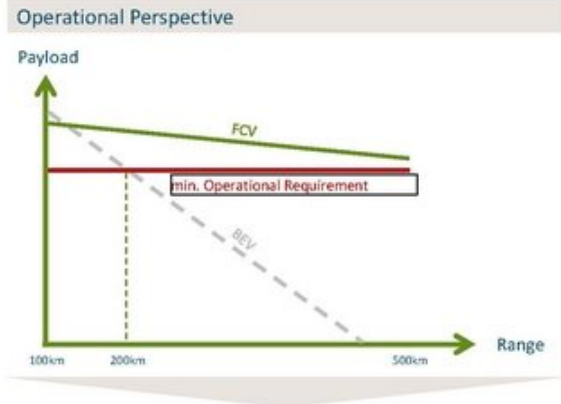 Operational Perspective
Payload
FCV
min. Operational Requirement
BEV
Range
100km
200km
500km